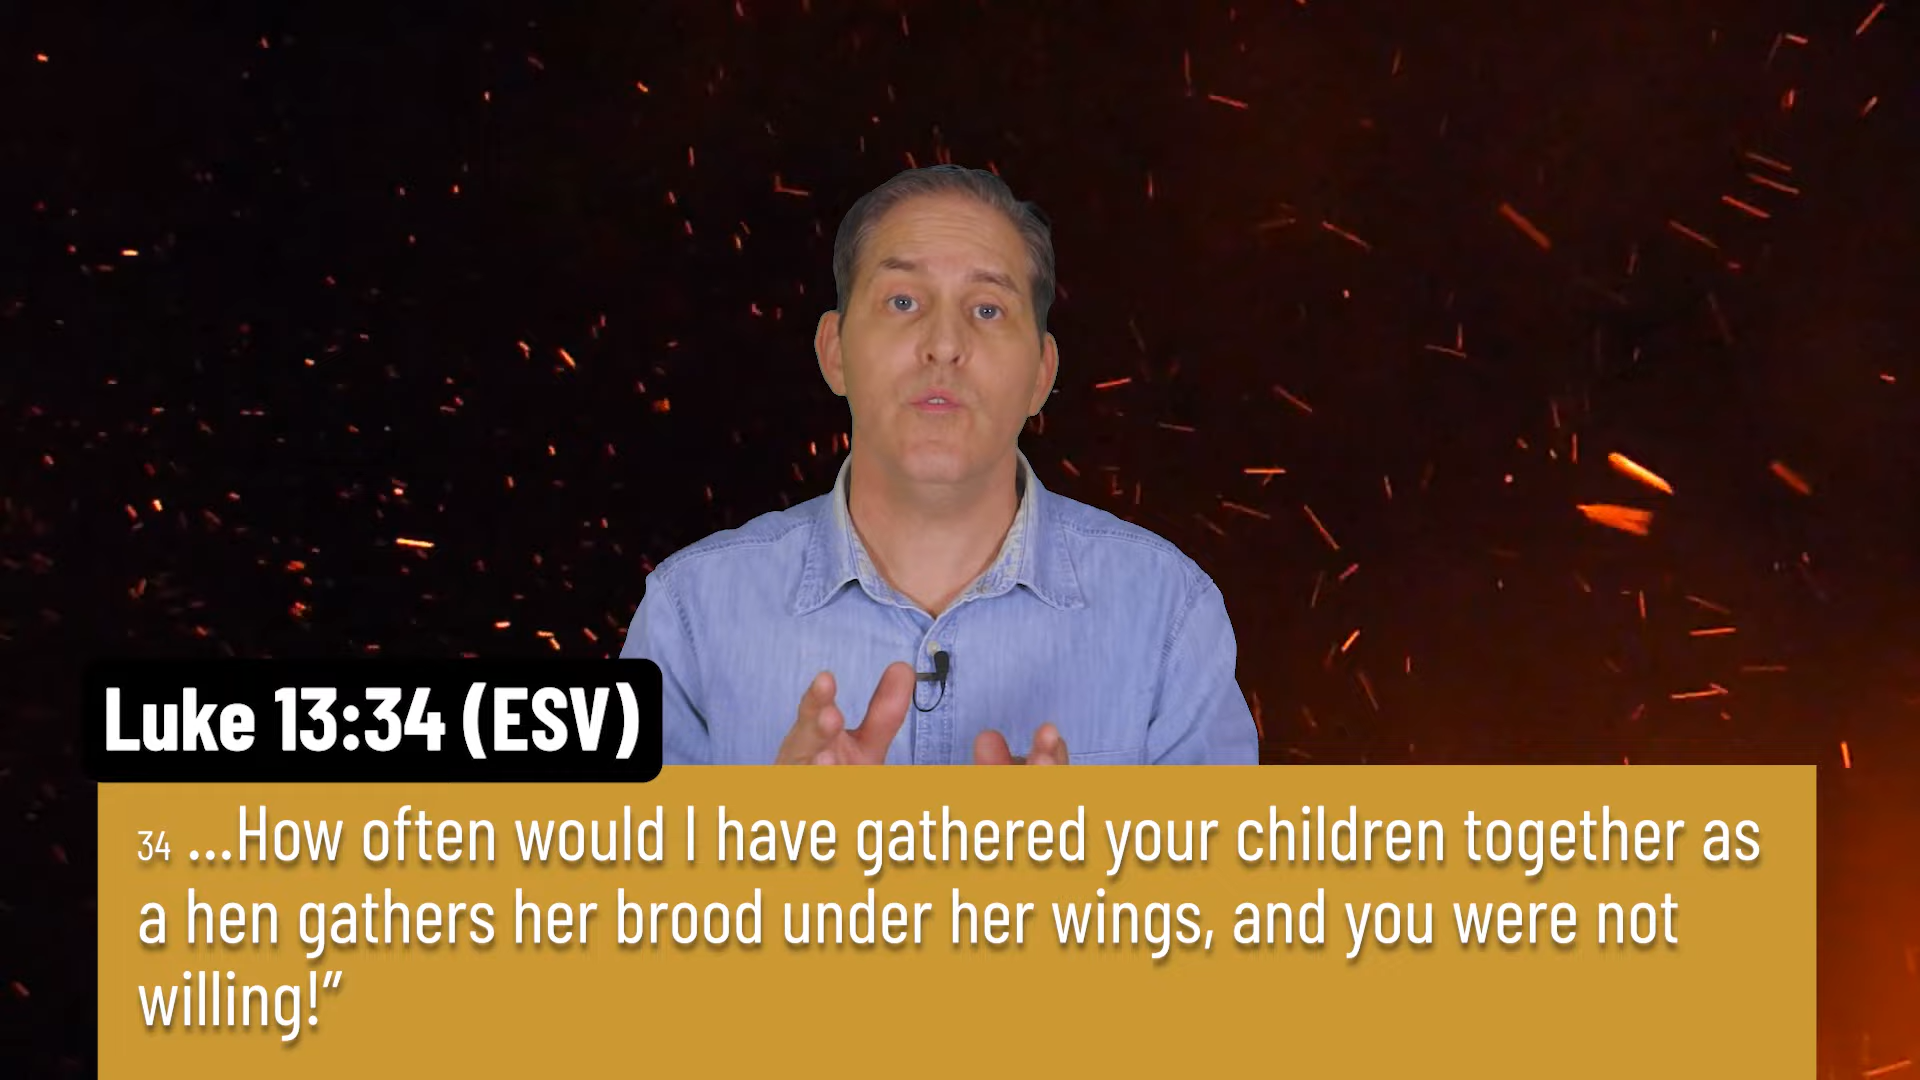 Luke 13:34 (ESV)
34 ...How often would I have gathered your children together as
a hen gathers her brood under her wings, and you were not
willing!”